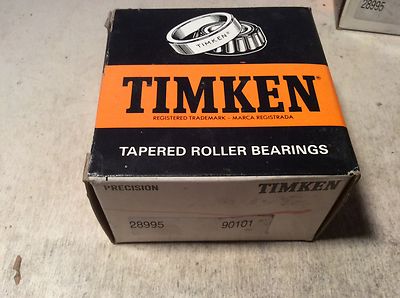 28995
TIMKEN®
TIMKEN®
REGISTERED TRADEMARK - MARCA REGISTRADA
TAPERED ROLLER BEARINGS
PRECISION TIMKEN
28995 90101